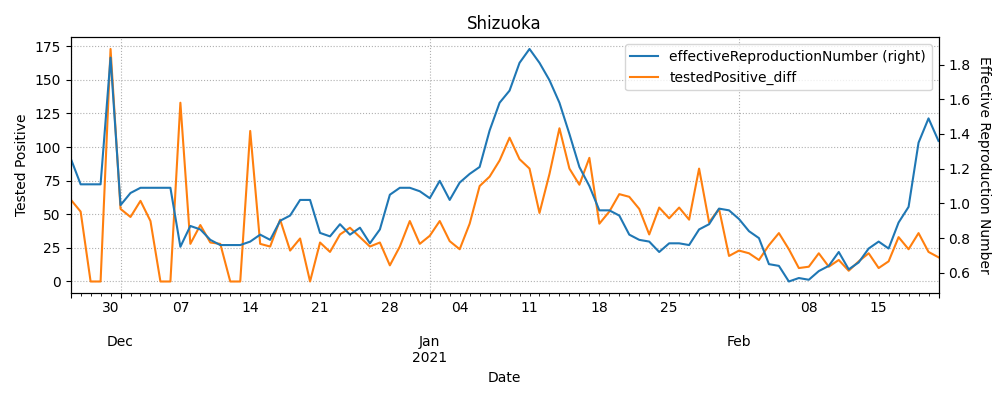 Shizuoka
effectiveReproductionNumber (right)
testedPositive_diff
Tested Positive
175
150
125
100
75
50
25
0
Effective Reproduction Number
1.8
1.6
1.4
1.2
1.0
0.8
0.6
30 07 14 21 28 04 11 18 25 08 15
Dec Jan Feb
2021
Date